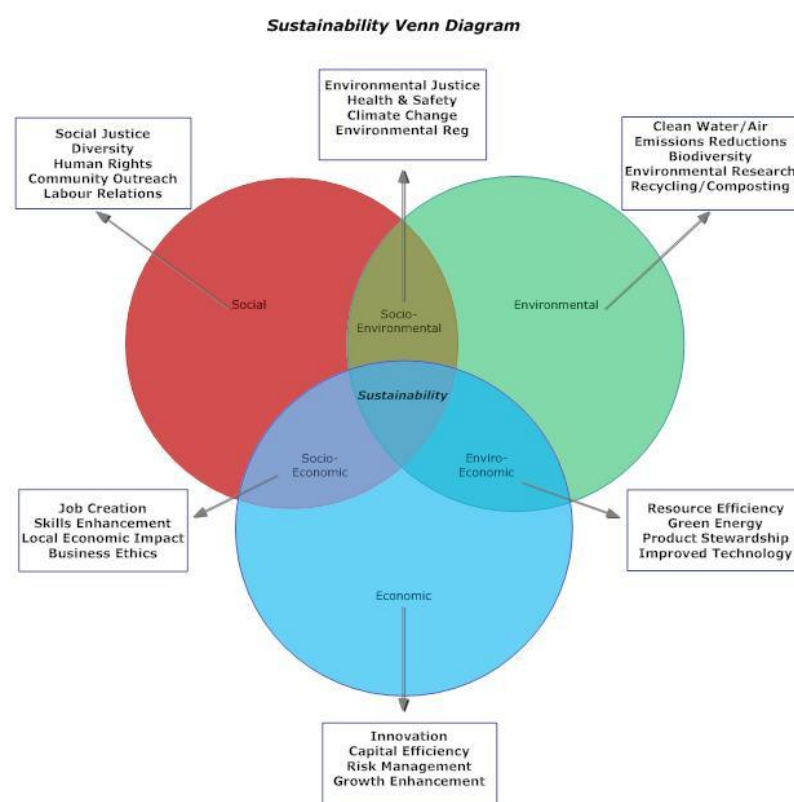 Sustainability Venn Diagram
Environmental Justice
Health & Safety
Climate Change
Environmental Reg
Social Justice
Diversity
Human Rights
Community Outreach
Labour Relations
Clean Water/Air
Emissions Reductions
Biodiversity
Environmental Research
Recycling/Composting
Social
Socio-
Environmental
Environmental
Sustainability
Socio-
Economic
Enviro-
Economic
Job Creation
Skills Enhancement
Local Economic Impact
Business Ethics
Resource Efficiency
Green Energy
Product Stewardship
Improved Technology
Economic
Innovation
Capital Efficiency
Risk Management
Growth Enhancement